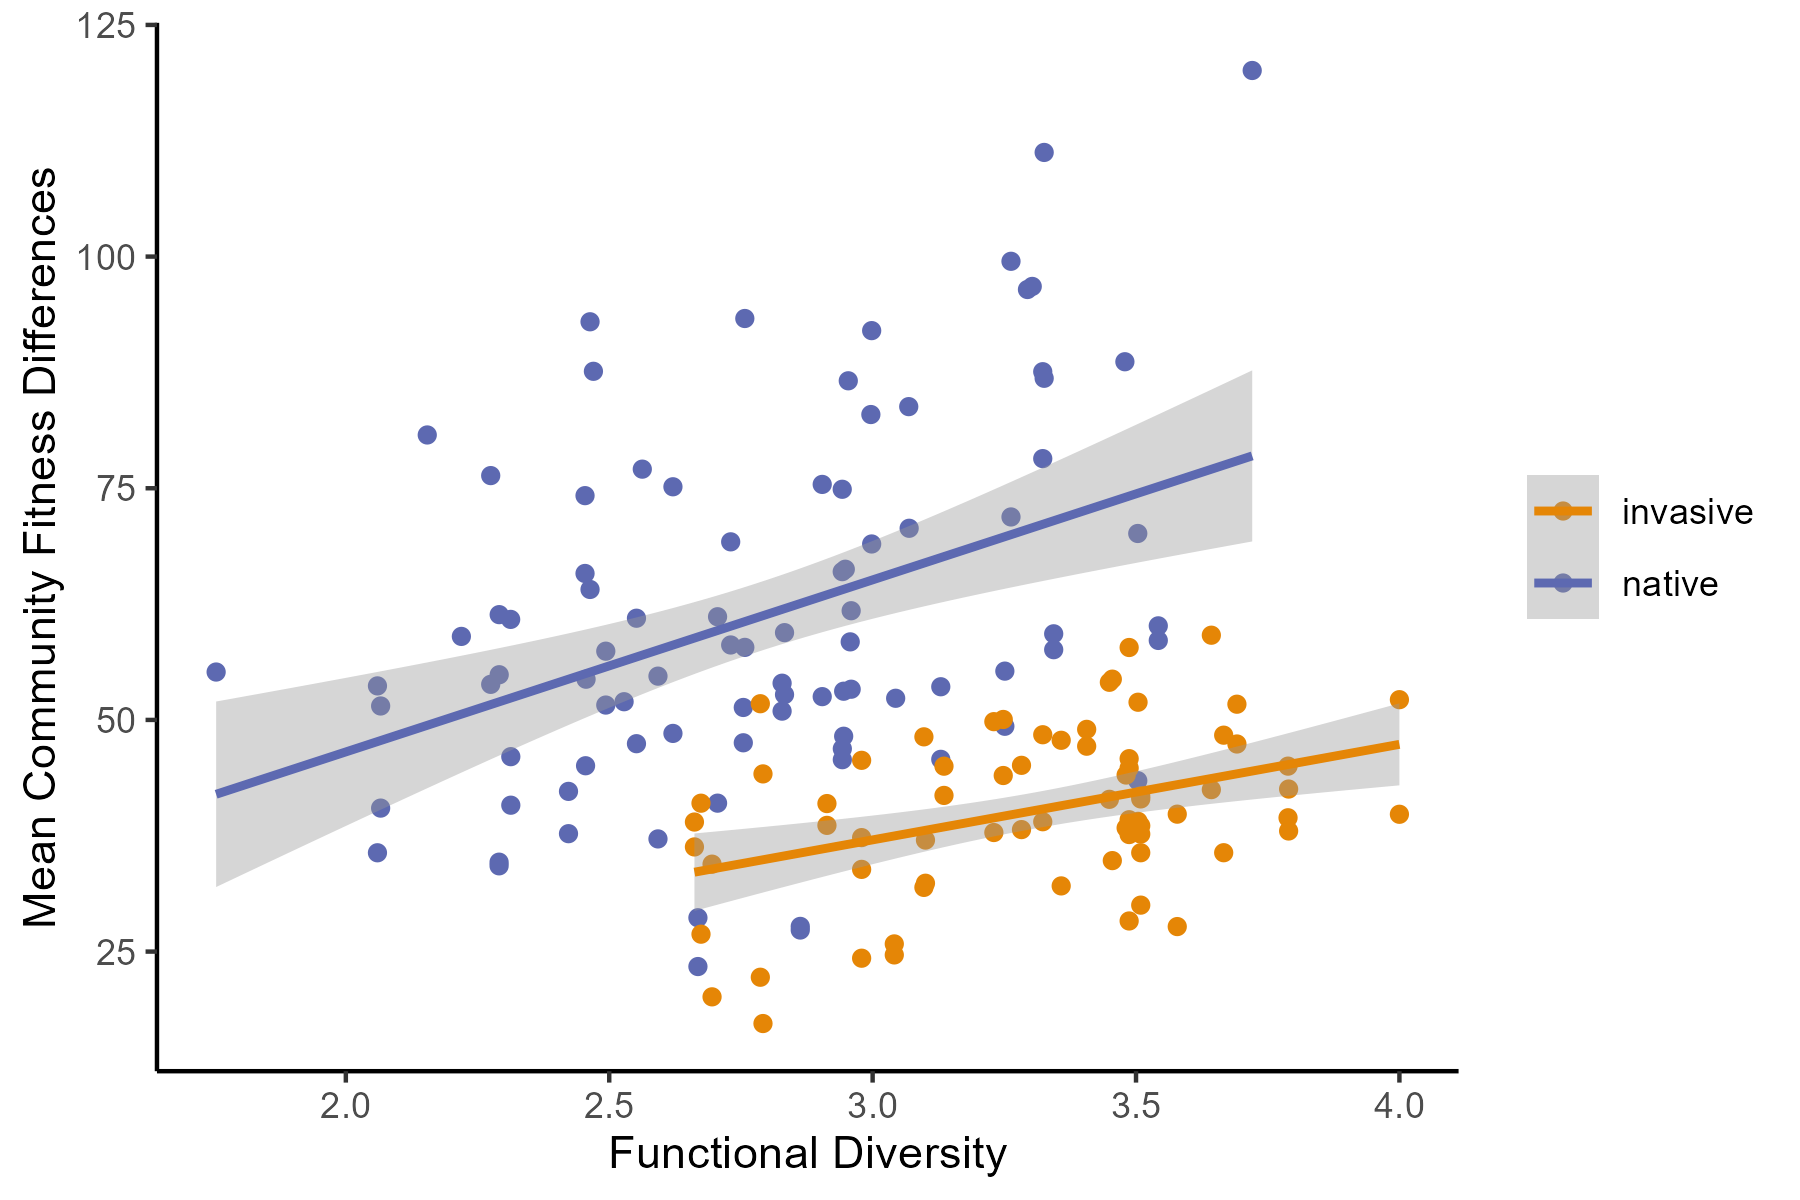 Mean Community Fitness Differences
125
100
75
50
25
2.0 2.5 3.0 3.5 4.0
Functional Diversity
invasive
native